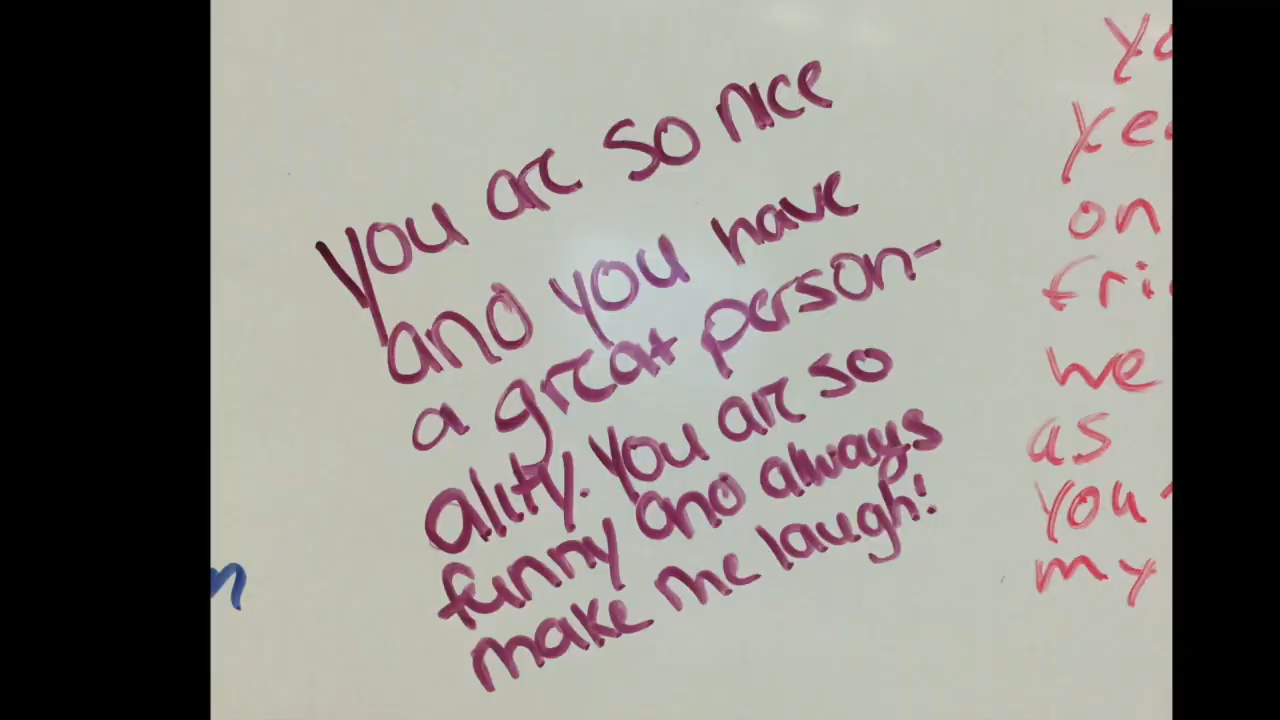 you are so nice
and you have
a great person-
ality. you are so
funny and always
make me laugh!
on
we
as
you
my